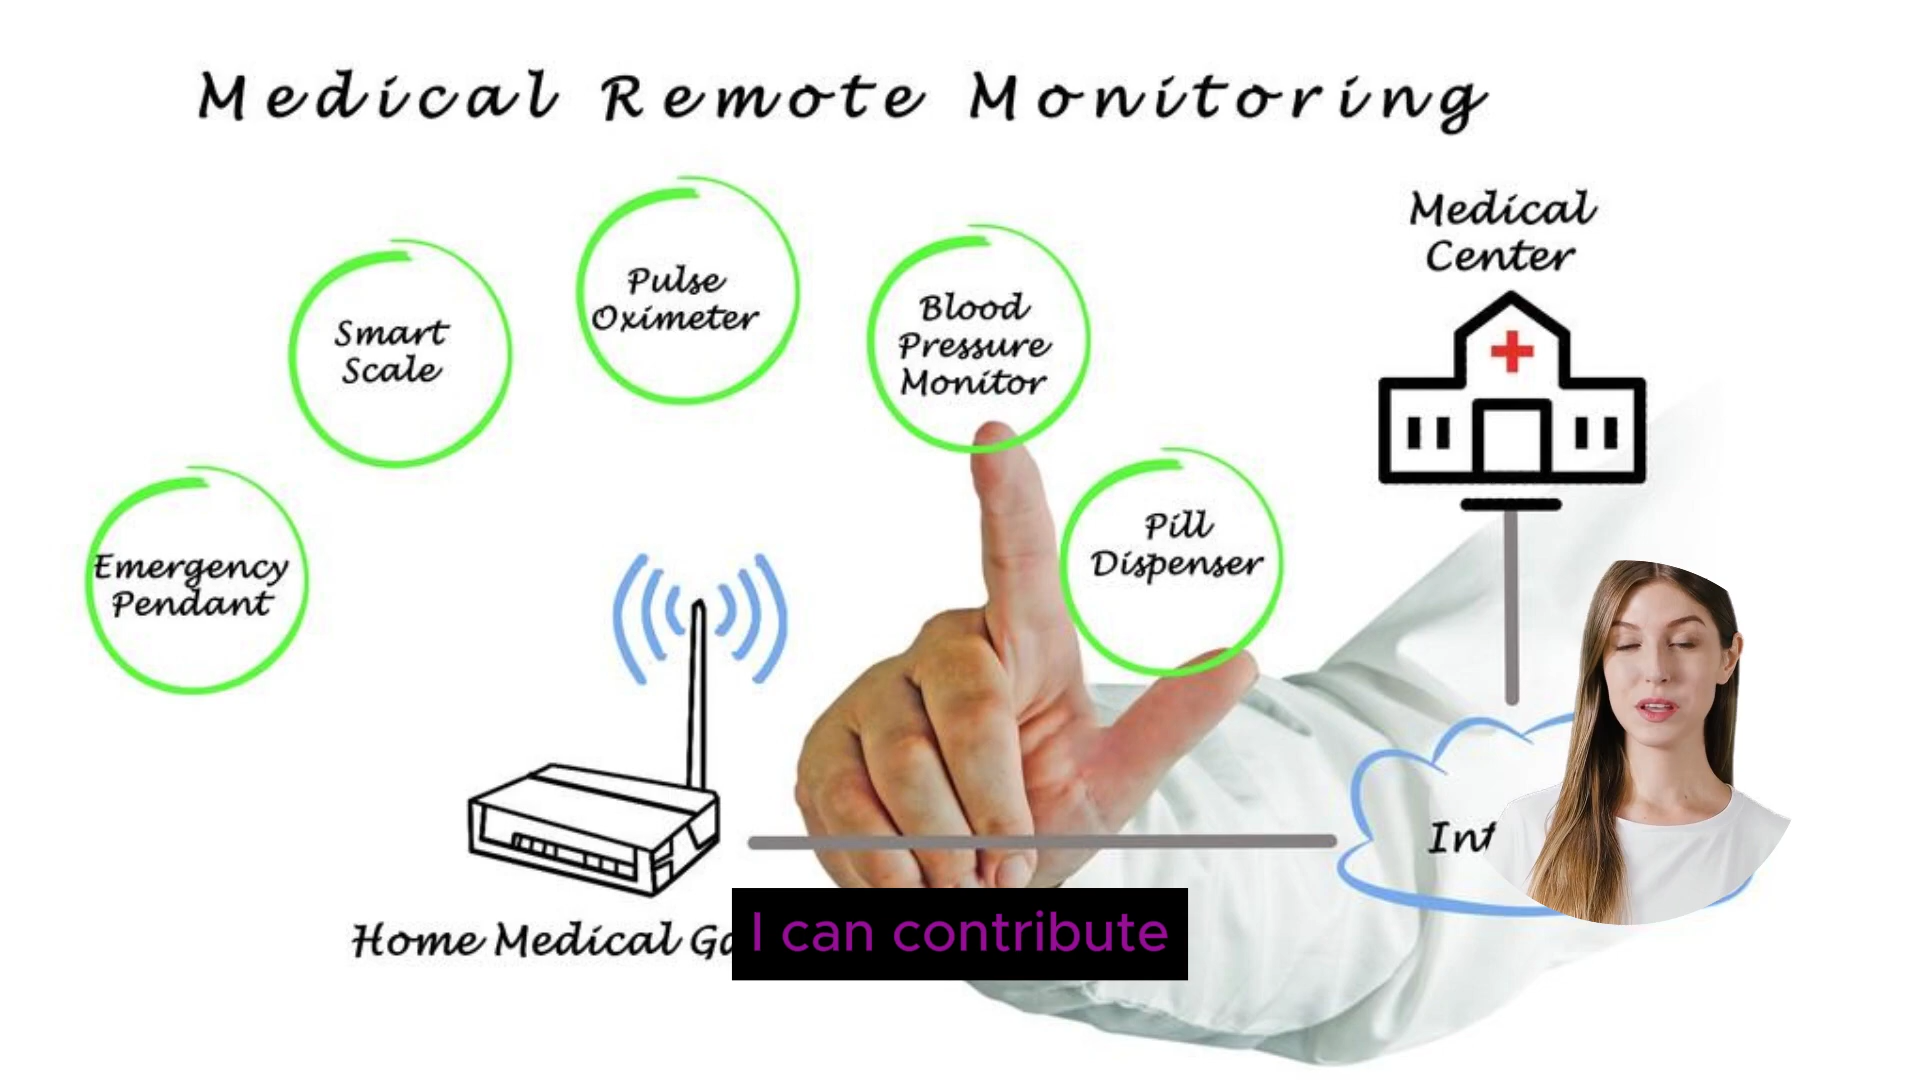 Medical Remote Monitoring
Medical
Center
Pulse
Oximeter
Blood
Pressure
Monitor
Smart
Scale
Pill
Dispenser
Emergency
Pendant
Home Medical
I can contribute